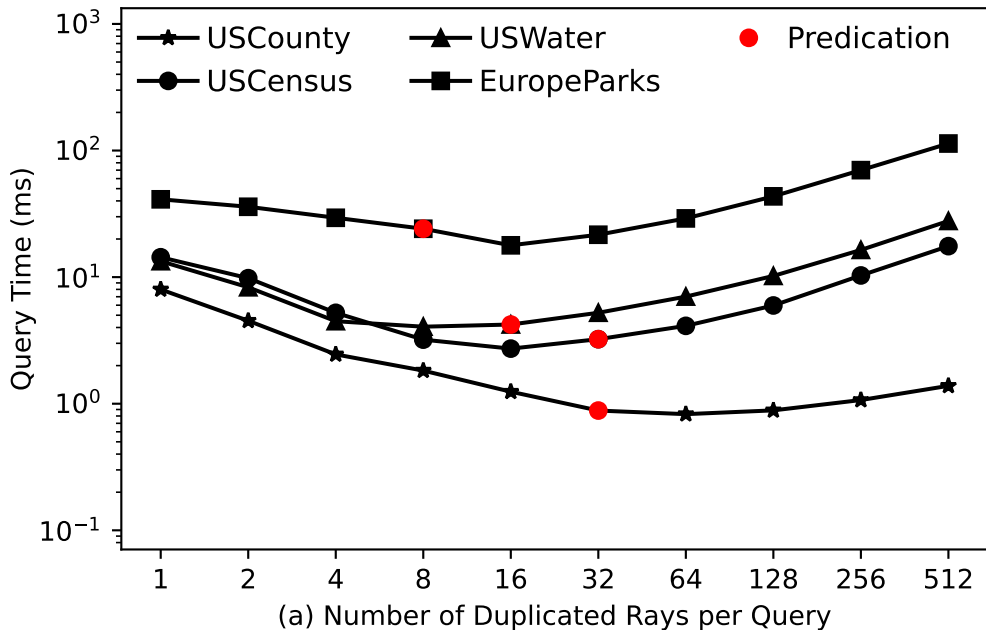 USCounty USWater Predication
USCensus EuropeParks
Query Time (ms)
10³
10²
10¹
10⁰
10⁻¹
1 2 4 8 16 32 64 128 256 512
(a) Number of Duplicated Rays per Query